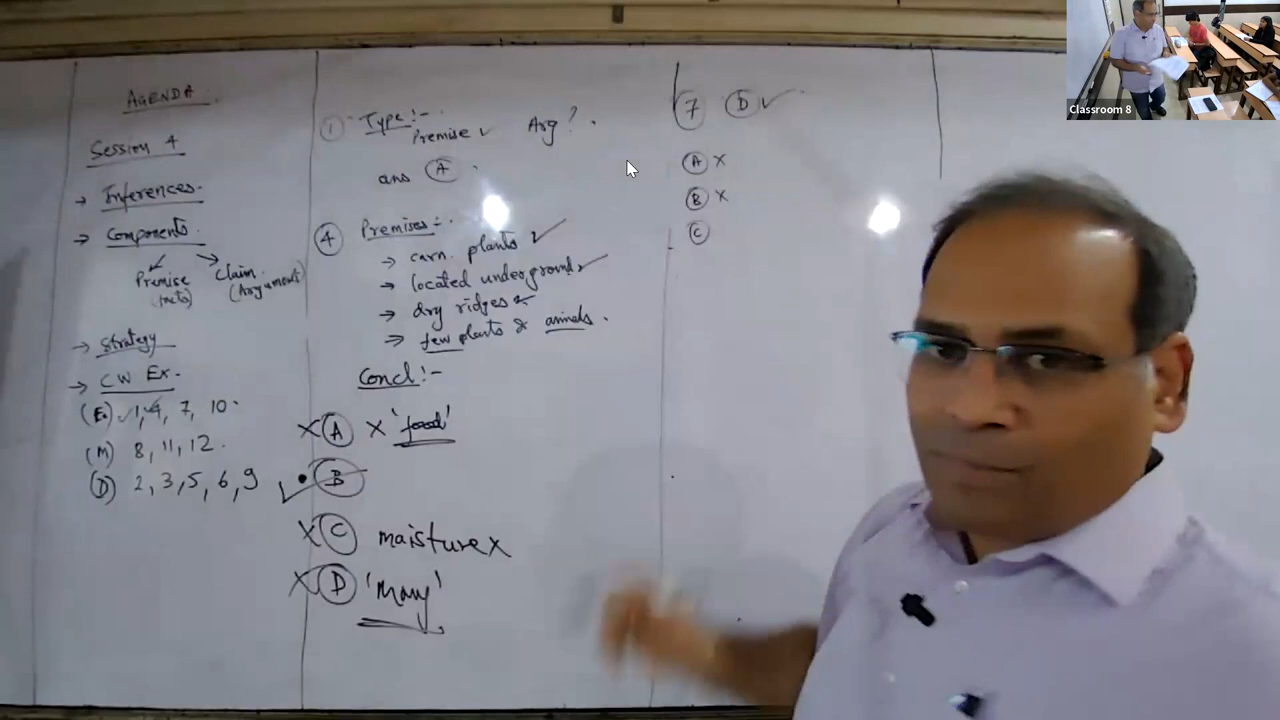 AGENDA
Session 4
→ Inferences.
→ Components.
Premise
(facts)
Claim.
(Argument)
→ Strategy
→ CW Ex.
(E) 1, 4, 7, 10.
(M) 8, 11, 12.
(D) 2, 3, 5, 6, 9
① Type:-
Premise ✓ Arg?
ans Ⓐ
④ Premises:-
→ carn. plants ✓
→ located underground ✓
→ dry ridges ✓
→ few plants & animals.
Concl:-
X Ⓐ X 'food'
✓ Ⓑ
X Ⓒ maisture X
X Ⓓ 'Many'
⑦ Ⓓ ✓
Ⓐ X
Ⓑ X
Ⓒ
Classroom 8